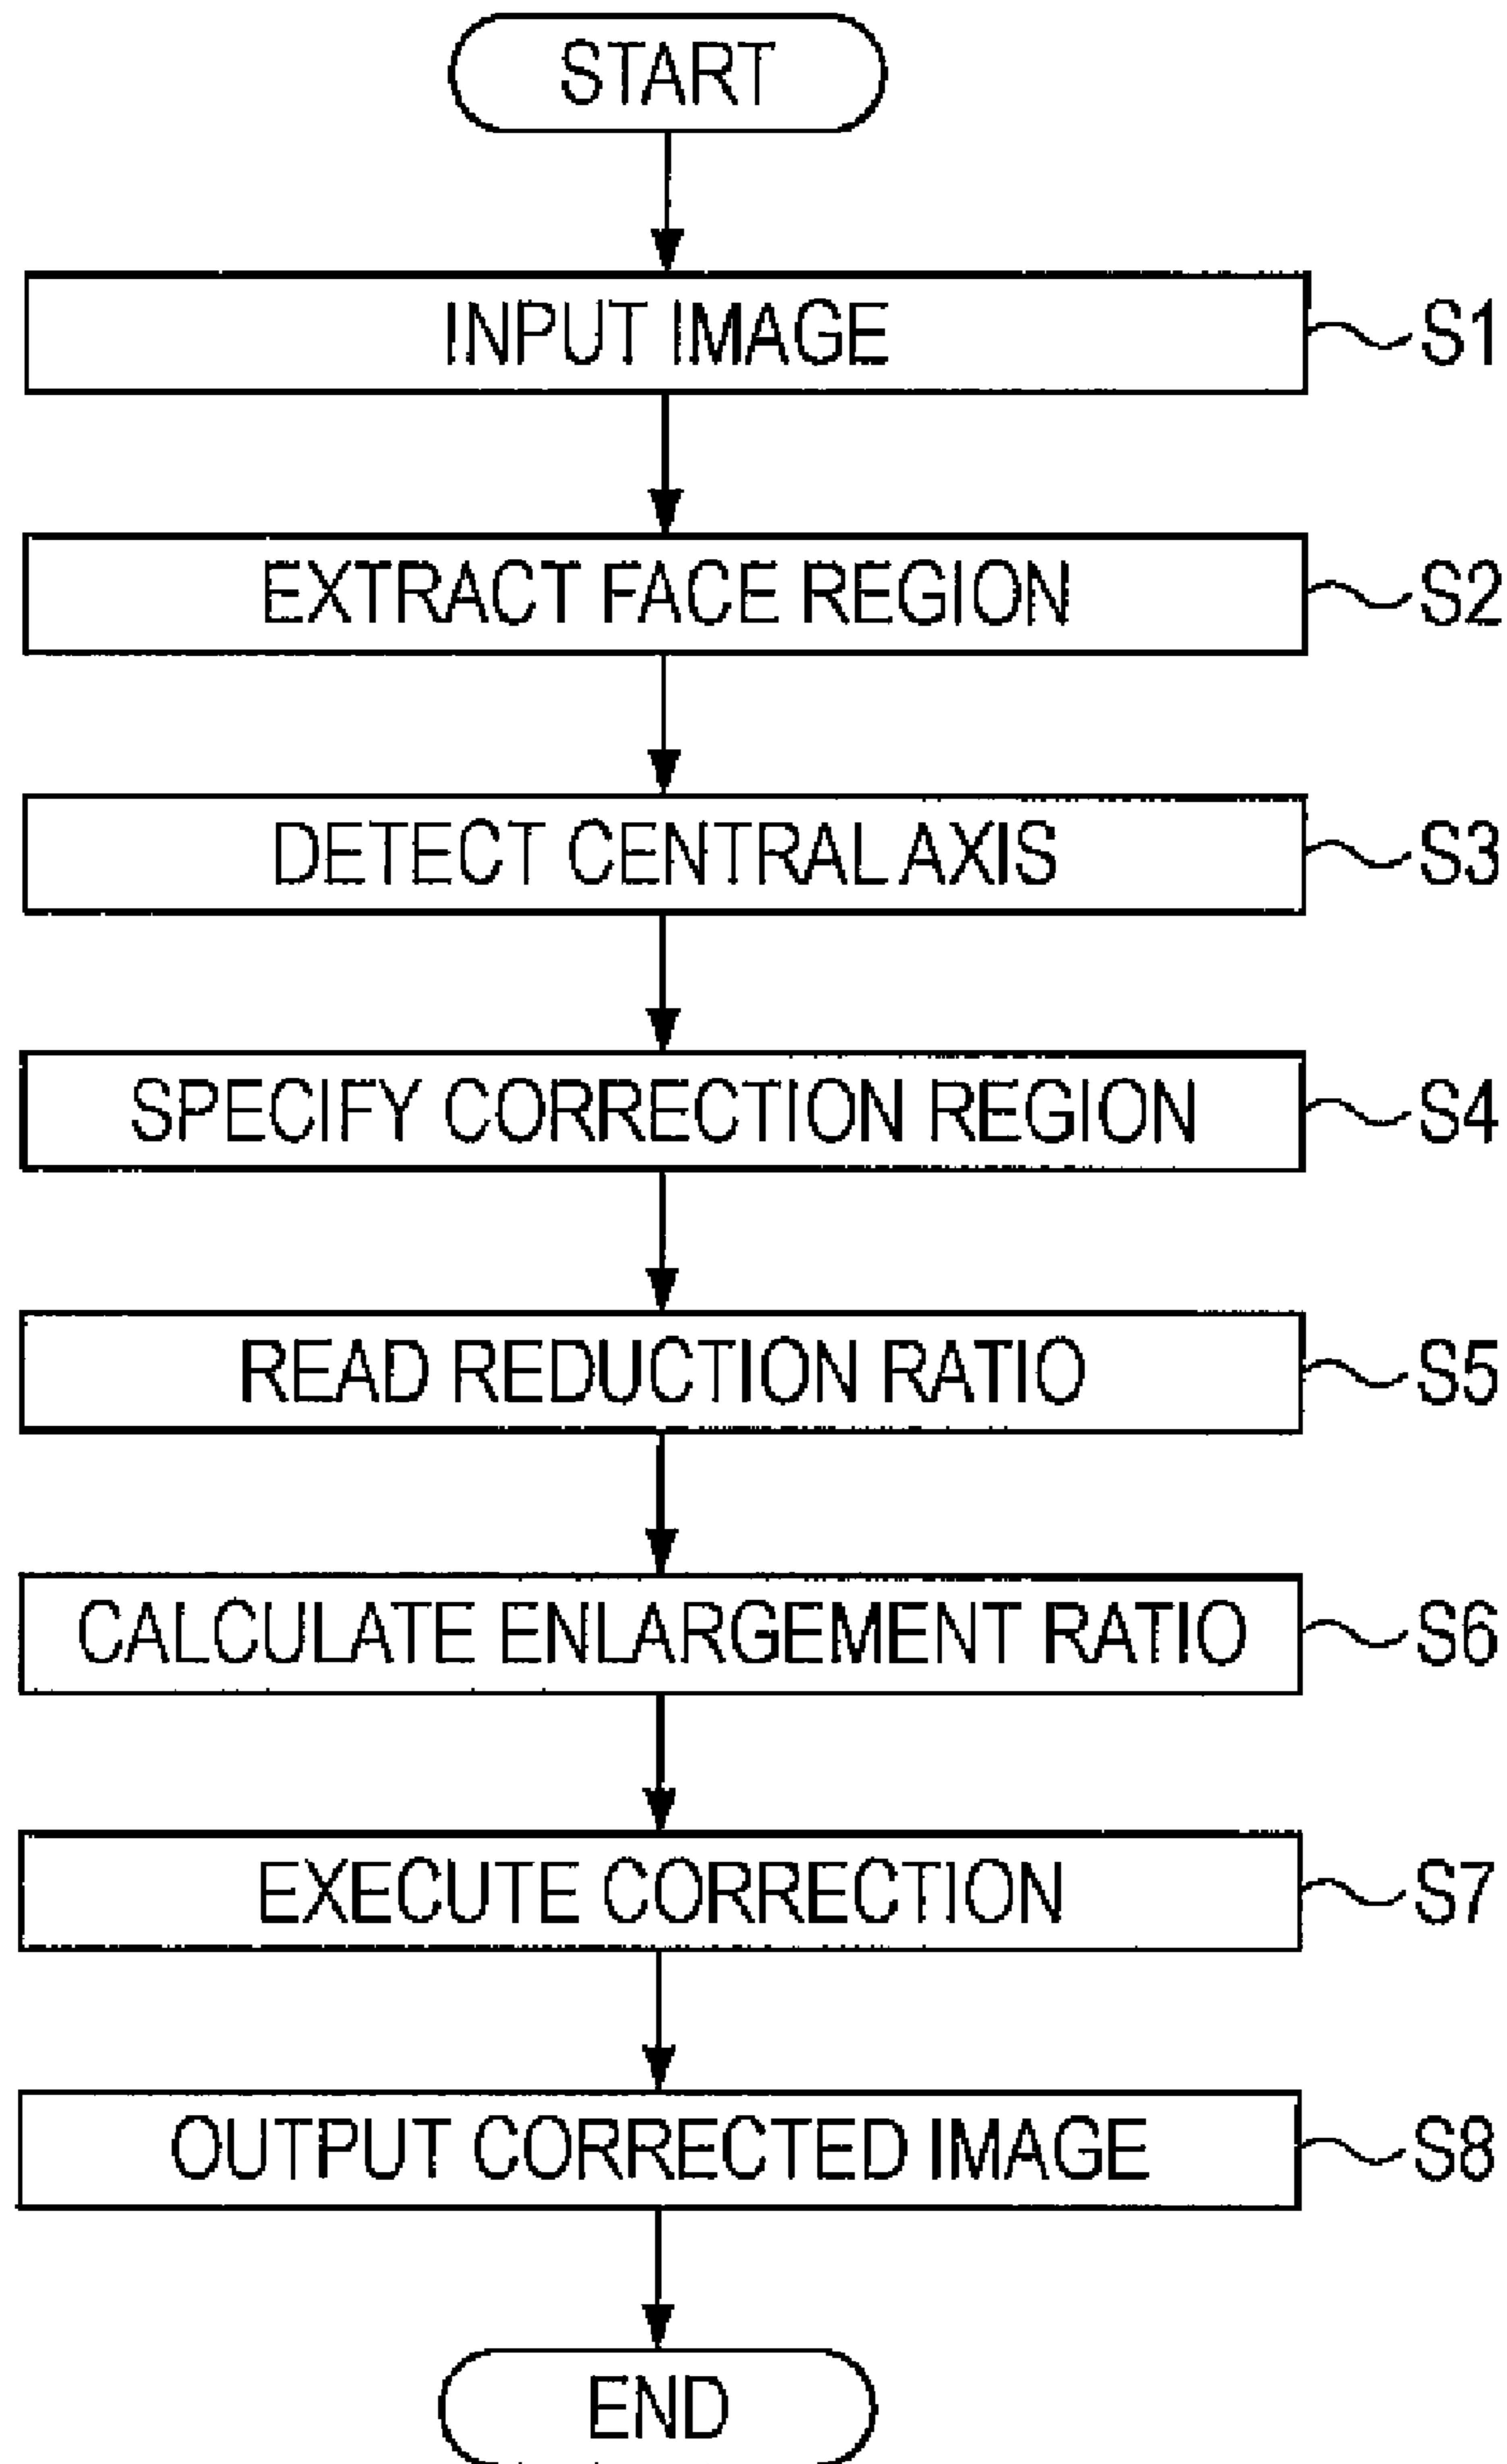 START
INPUT IMAGE S1
EXTRACT FACE REGION S2
DETECT CENTRAL AXIS S3
SPECIFY CORRECTION REGION S4
READ REDUCTION RATIO S5
CALCULATE ENLARGEMENT RATIO S6
EXECUTE CORRECTION S7
OUTPUT CORRECTED IMAGE S8
END